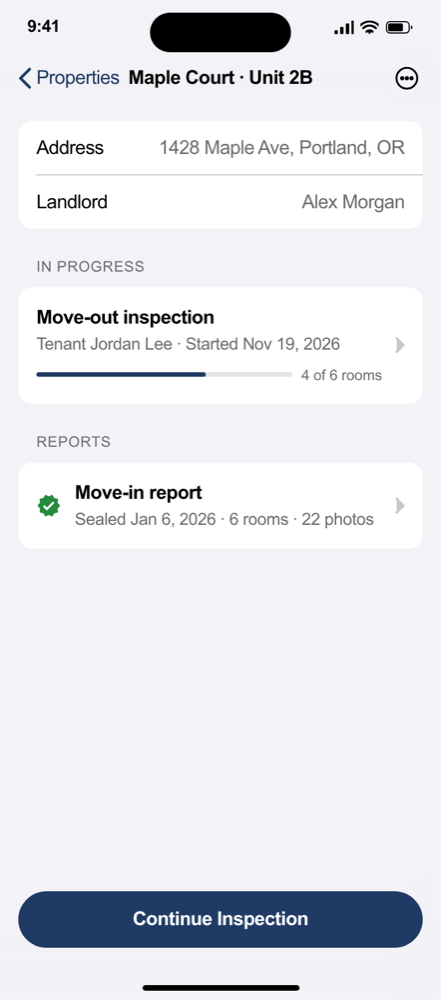 9:41
Properties Maple Court · Unit 2B
Address 1428 Maple Ave, Portland, OR
Landlord Alex Morgan
IN PROGRESS
Move-out inspection
Tenant Jordan Lee · Started Nov 19, 2026
4 of 6 rooms
REPORTS
Move-in report
Sealed Jan 6, 2026 · 6 rooms · 22 photos
Continue Inspection